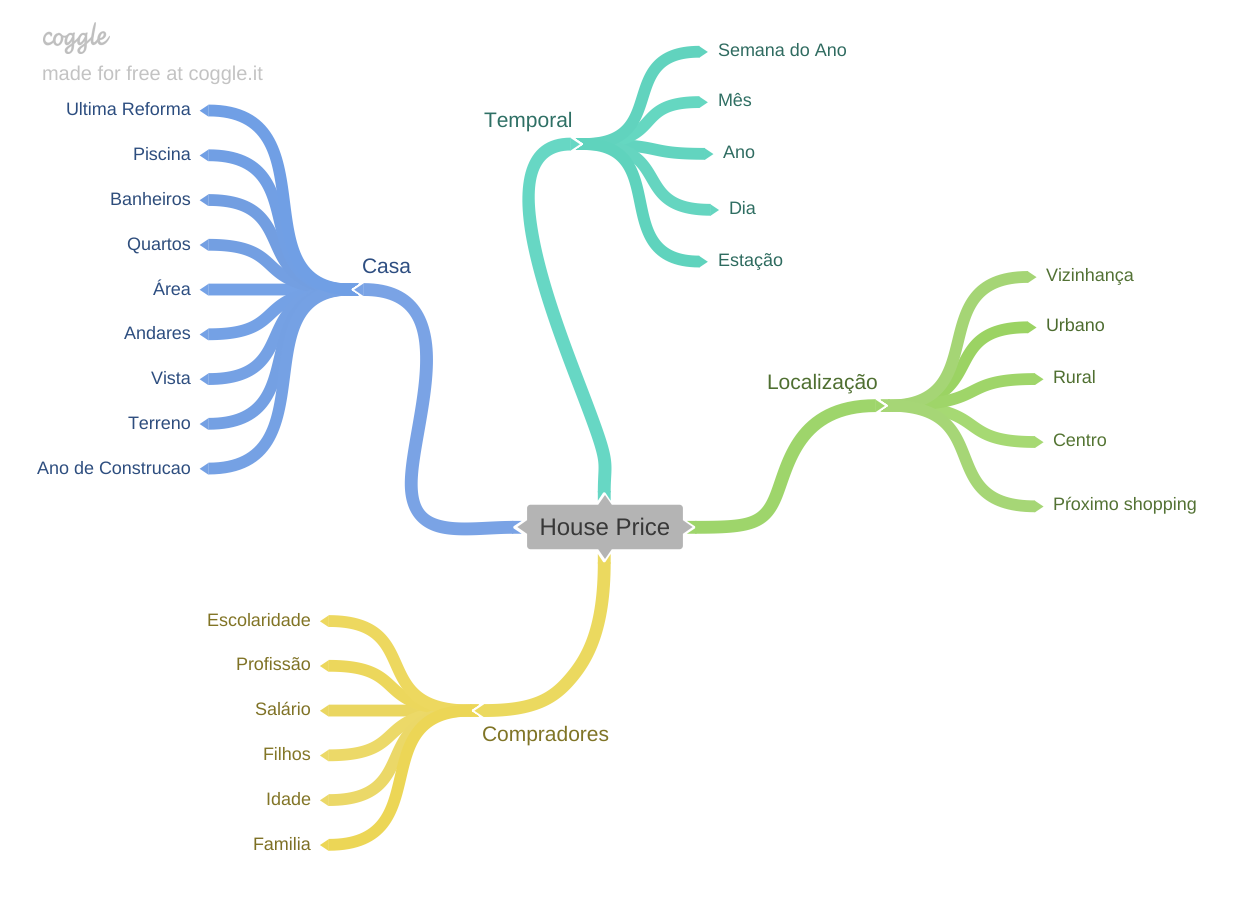 coggle
made for free at coggle.it
Ultima Reforma
Piscina
Banheiros
Quartos
Área
Andares
Vista
Terreno
Ano de Construcao
Casa
Temporal
Semana do Ano
Mês
Ano
Dia
Estação
Localização
Vizinhança
Urbano
Rural
Centro
Pŕoximo shopping
House Price
Escolaridade
Profissão
Salário
Filhos
Idade
Familia
Compradores